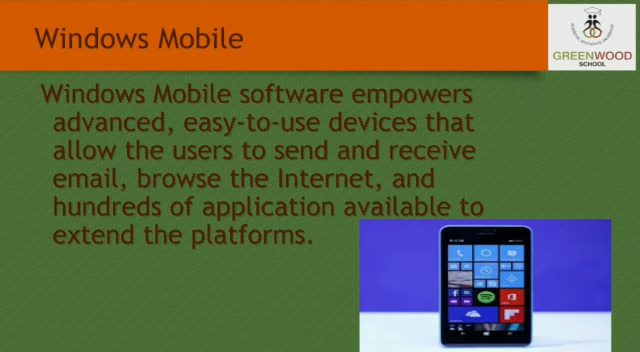 Windows Mobile
GREENWOOD
SCHOOL
Windows Mobile software empowers
advanced, easy-to-use devices that
allow the users to send and receive
email, browse the Internet, and
hundreds of application available to
extend the platforms.